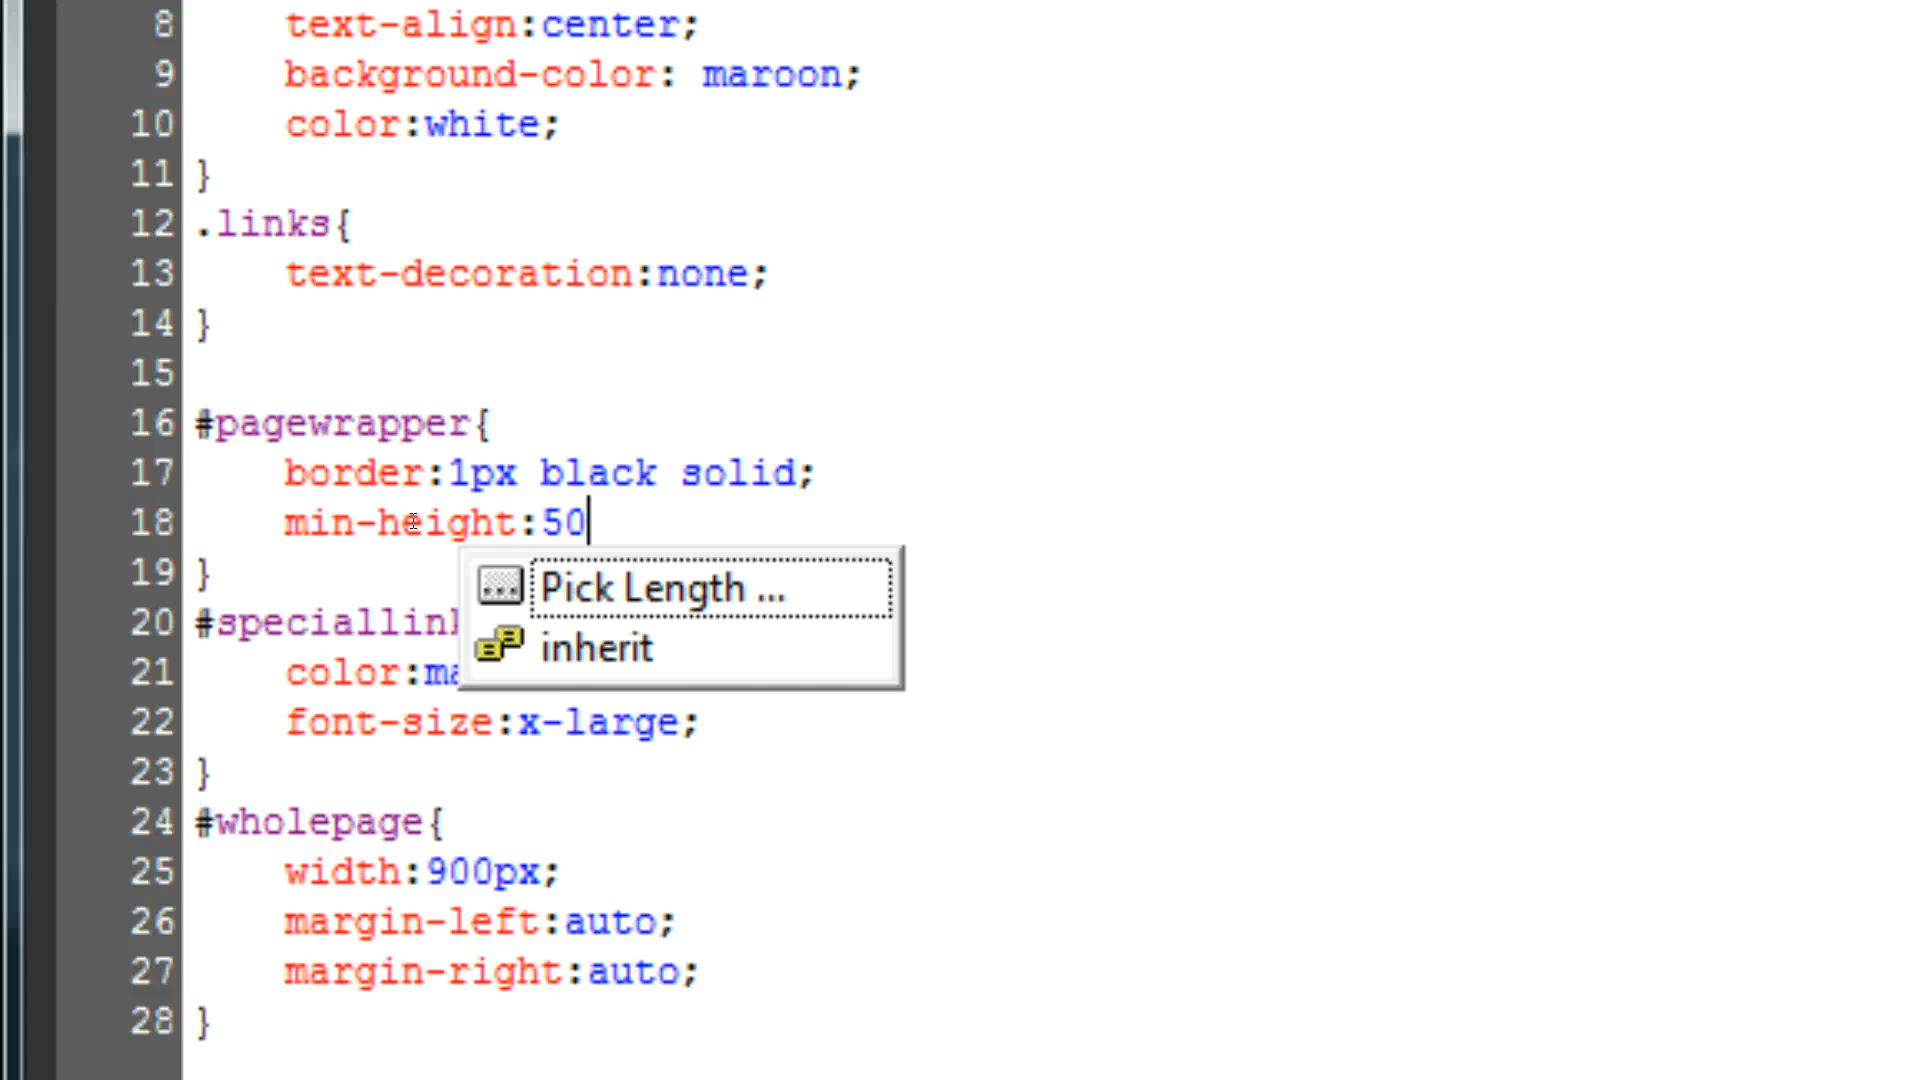 8 text-align:center;
9 background-color: maroon;
10 color:white;
11 }
12 .links{
13 text-decoration:none;
14 }
15
16 #pagewrapper{
17 border:1px black solid;
18 min-height:50
Pick Length ...
19 }
inherit
20 #speciallink
21 color:ma
22 font-size:x-large;
23 }
24 #wholepage{
25 width:900px;
26 margin-left:auto;
27 margin-right:auto;
28 }